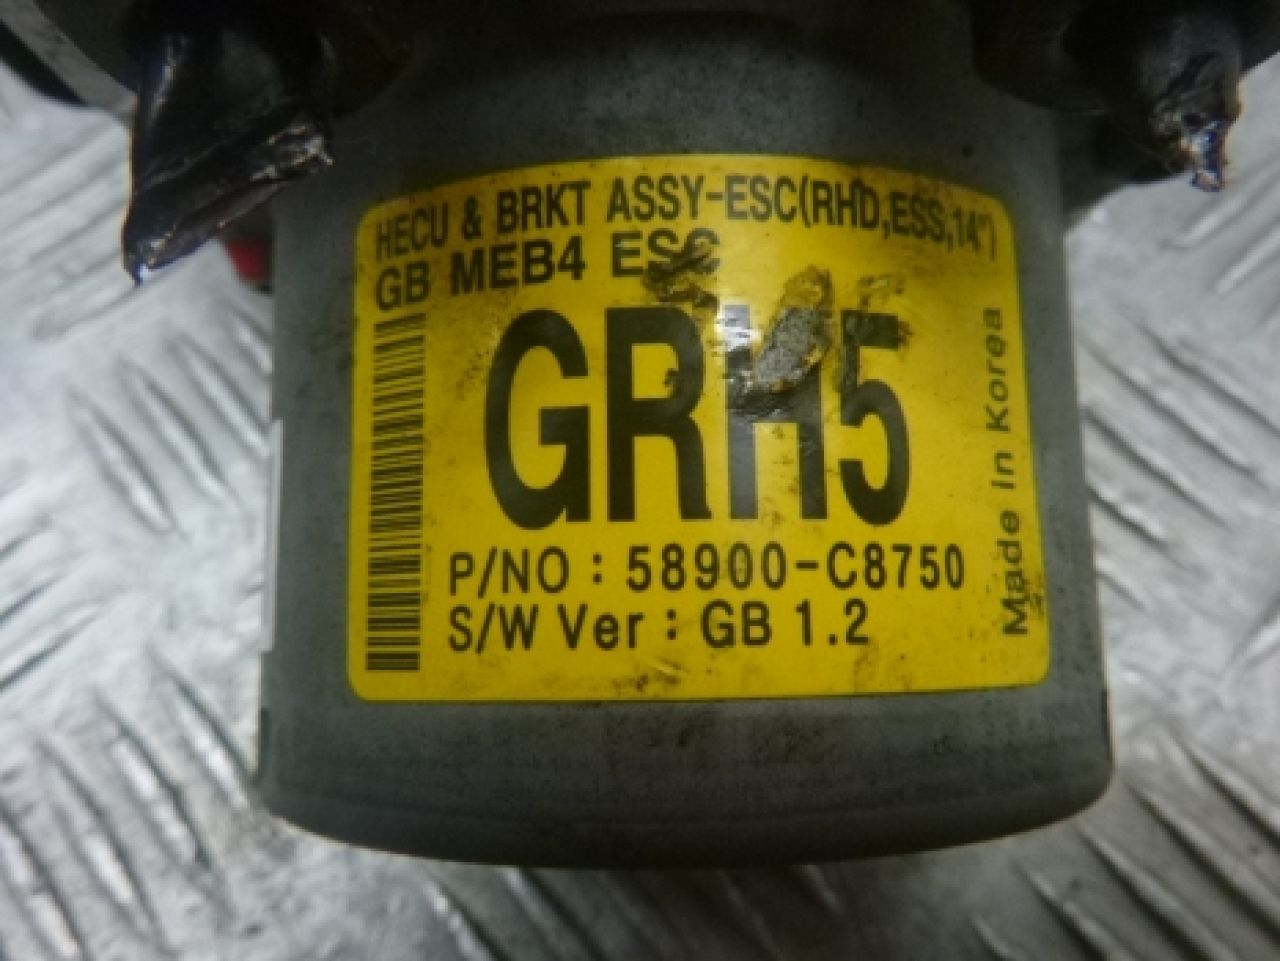 HECU & BRKT ASSY-ESC(RHD,ESS,14")
GB MEB4 ESC
GRH5
P/NO : 58900-C8750
S/W Ver : GB 1.2
Made In Korea